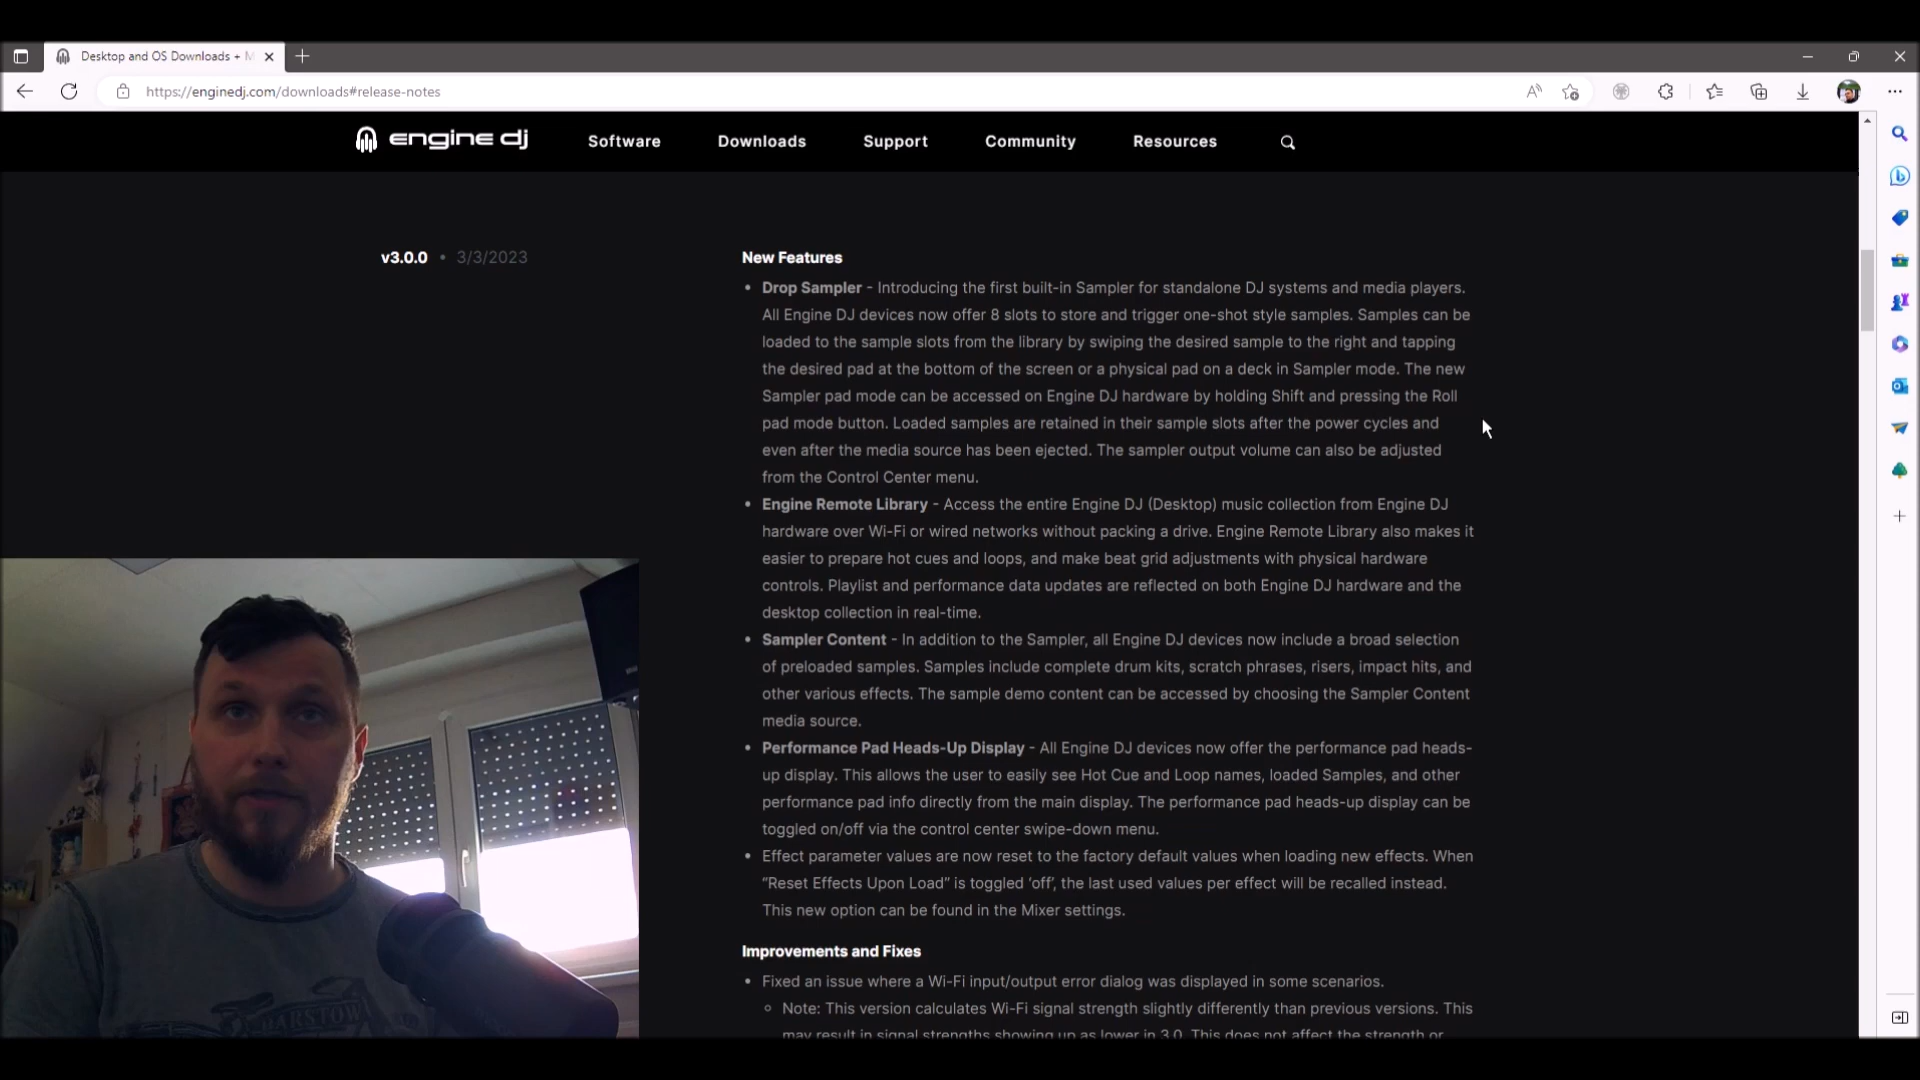 Desktop and OS Downloads +
https://enginedj.com/downloads#release-notes
engine dj
Software
Downloads
Support
Community
Resources
v3.0.0 • 3/3/2023
New Features
• Drop Sampler - Introducing the first built-in Sampler for standalone DJ systems and media players.
All Engine DJ devices now offer 8 slots to store and trigger one-shot style samples. Samples can be
loaded to the sample slots from the library by swiping the desired sample to the right and tapping
the desired pad at the bottom of the screen or a physical pad on a deck in Sampler mode. The new
Sampler pad mode can be accessed on Engine DJ hardware by holding Shift and pressing the Roll
pad mode button. Loaded samples are retained in their sample slots after the power cycles and
even after the media source has been ejected. The sampler output volume can also be adjusted
from the Control Center menu.
• Engine Remote Library - Access the entire Engine DJ (Desktop) music collection from Engine DJ
hardware over Wi-Fi or wired networks without packing a drive. Engine Remote Library also makes it
easier to prepare hot cues and loops, and make beat grid adjustments with physical hardware
controls. Playlist and performance data updates are reflected on both Engine DJ hardware and the
desktop collection in real-time.
• Sampler Content - In addition to the Sampler, all Engine DJ devices now include a broad selection
of preloaded samples. Samples include complete drum kits, scratch phrases, risers, impact hits, and
other various effects. The sample demo content can be accessed by choosing the Sampler Content
media source.
• Performance Pad Heads-Up Display - All Engine DJ devices now offer the performance pad heads-
up display. This allows the user to easily see Hot Cue and Loop names, loaded Samples, and other
performance pad info directly from the main display. The performance pad heads-up display can be
toggled on/off via the control center swipe-down menu.
• Effect parameter values are now reset to the factory default values when loading new effects. When
“Reset Effects Upon Load” is toggled ‘off’, the last used values per effect will be recalled instead.
This new option can be found in the Mixer settings.
Improvements and Fixes
• Fixed an issue where a Wi-Fi input/output error dialog was displayed in some scenarios.
Note: This version calculates Wi-Fi signal strength slightly differently than previous versions. This
may result in signal strengths showing up as lower in 3.0. This does not affect the strength or